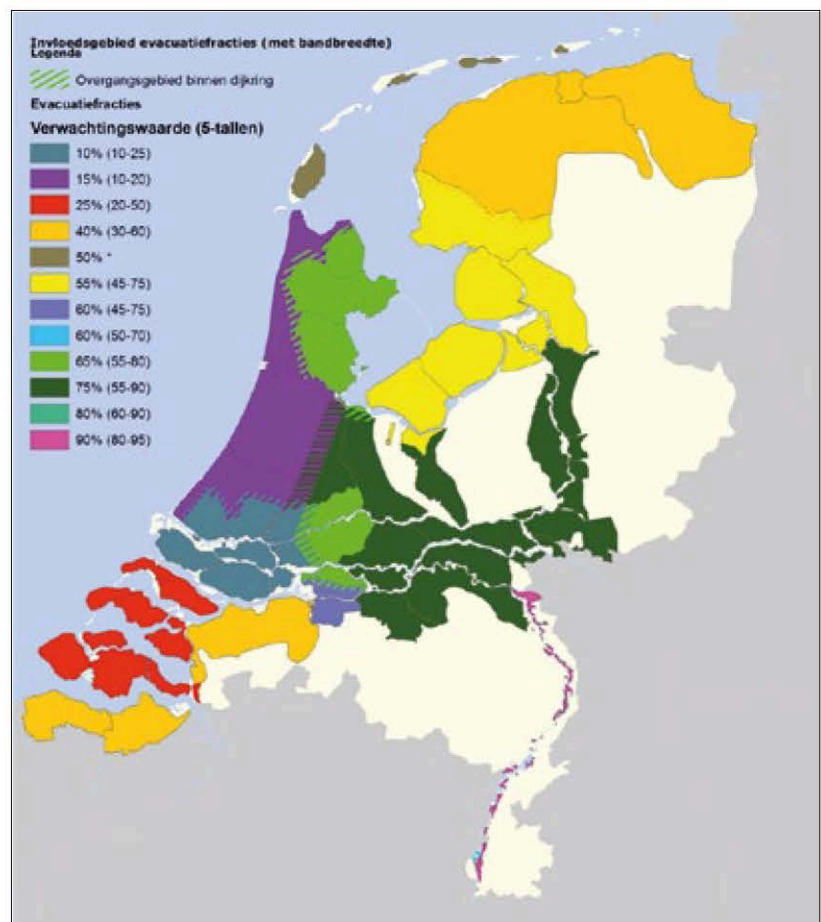 Invloedsgebied evacuatiefracties (met bandbreedte)
Legenda
Overgangsgebied binnen dijkring
Evacuatiefracties
Verwachtingswaarde (5-tallen)
10% (10-25)
15% (10-20)
25% (20-50)
40% (30-60)
50% *
55% (45-75)
60% (45-75)
60% (50-70)
65% (55-80)
75% (55-90)
80% (60-90)
90% (80-95)